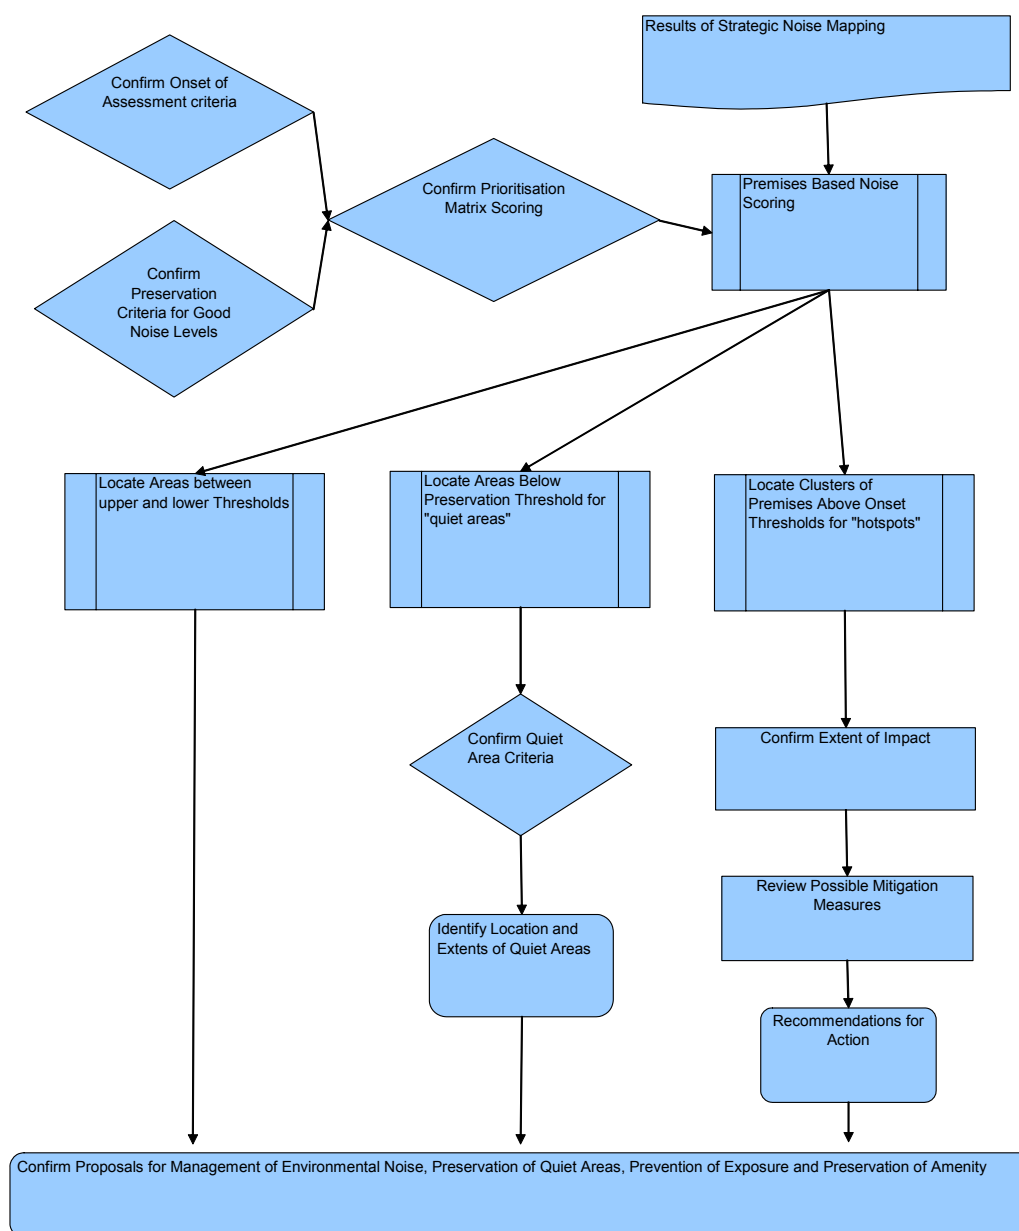 Results of Strategic Noise Mapping
Confirm Onset of
Assessment criteria
Confirm Prioritisation
Matrix Scoring
Premises Based Noise
Scoring
Confirm
Preservation
Criteria for Good
Noise Levels
Locate Areas between
upper and lower Thresholds
Locate Areas Below
Preservation Threshold for
"quiet areas"
Locate Clusters of
Premises Above Onset
Thresholds for "hotspots"
Confirm Quiet
Area Criteria
Confirm Extent of Impact
Review Possible Mitigation
Measures
Identify Location and
Extents of Quiet Areas
Recommendations for
Action
Confirm Proposals for Management of Environmental Noise, Preservation of Quiet Areas, Prevention of Exposure and Preservation of Amenity